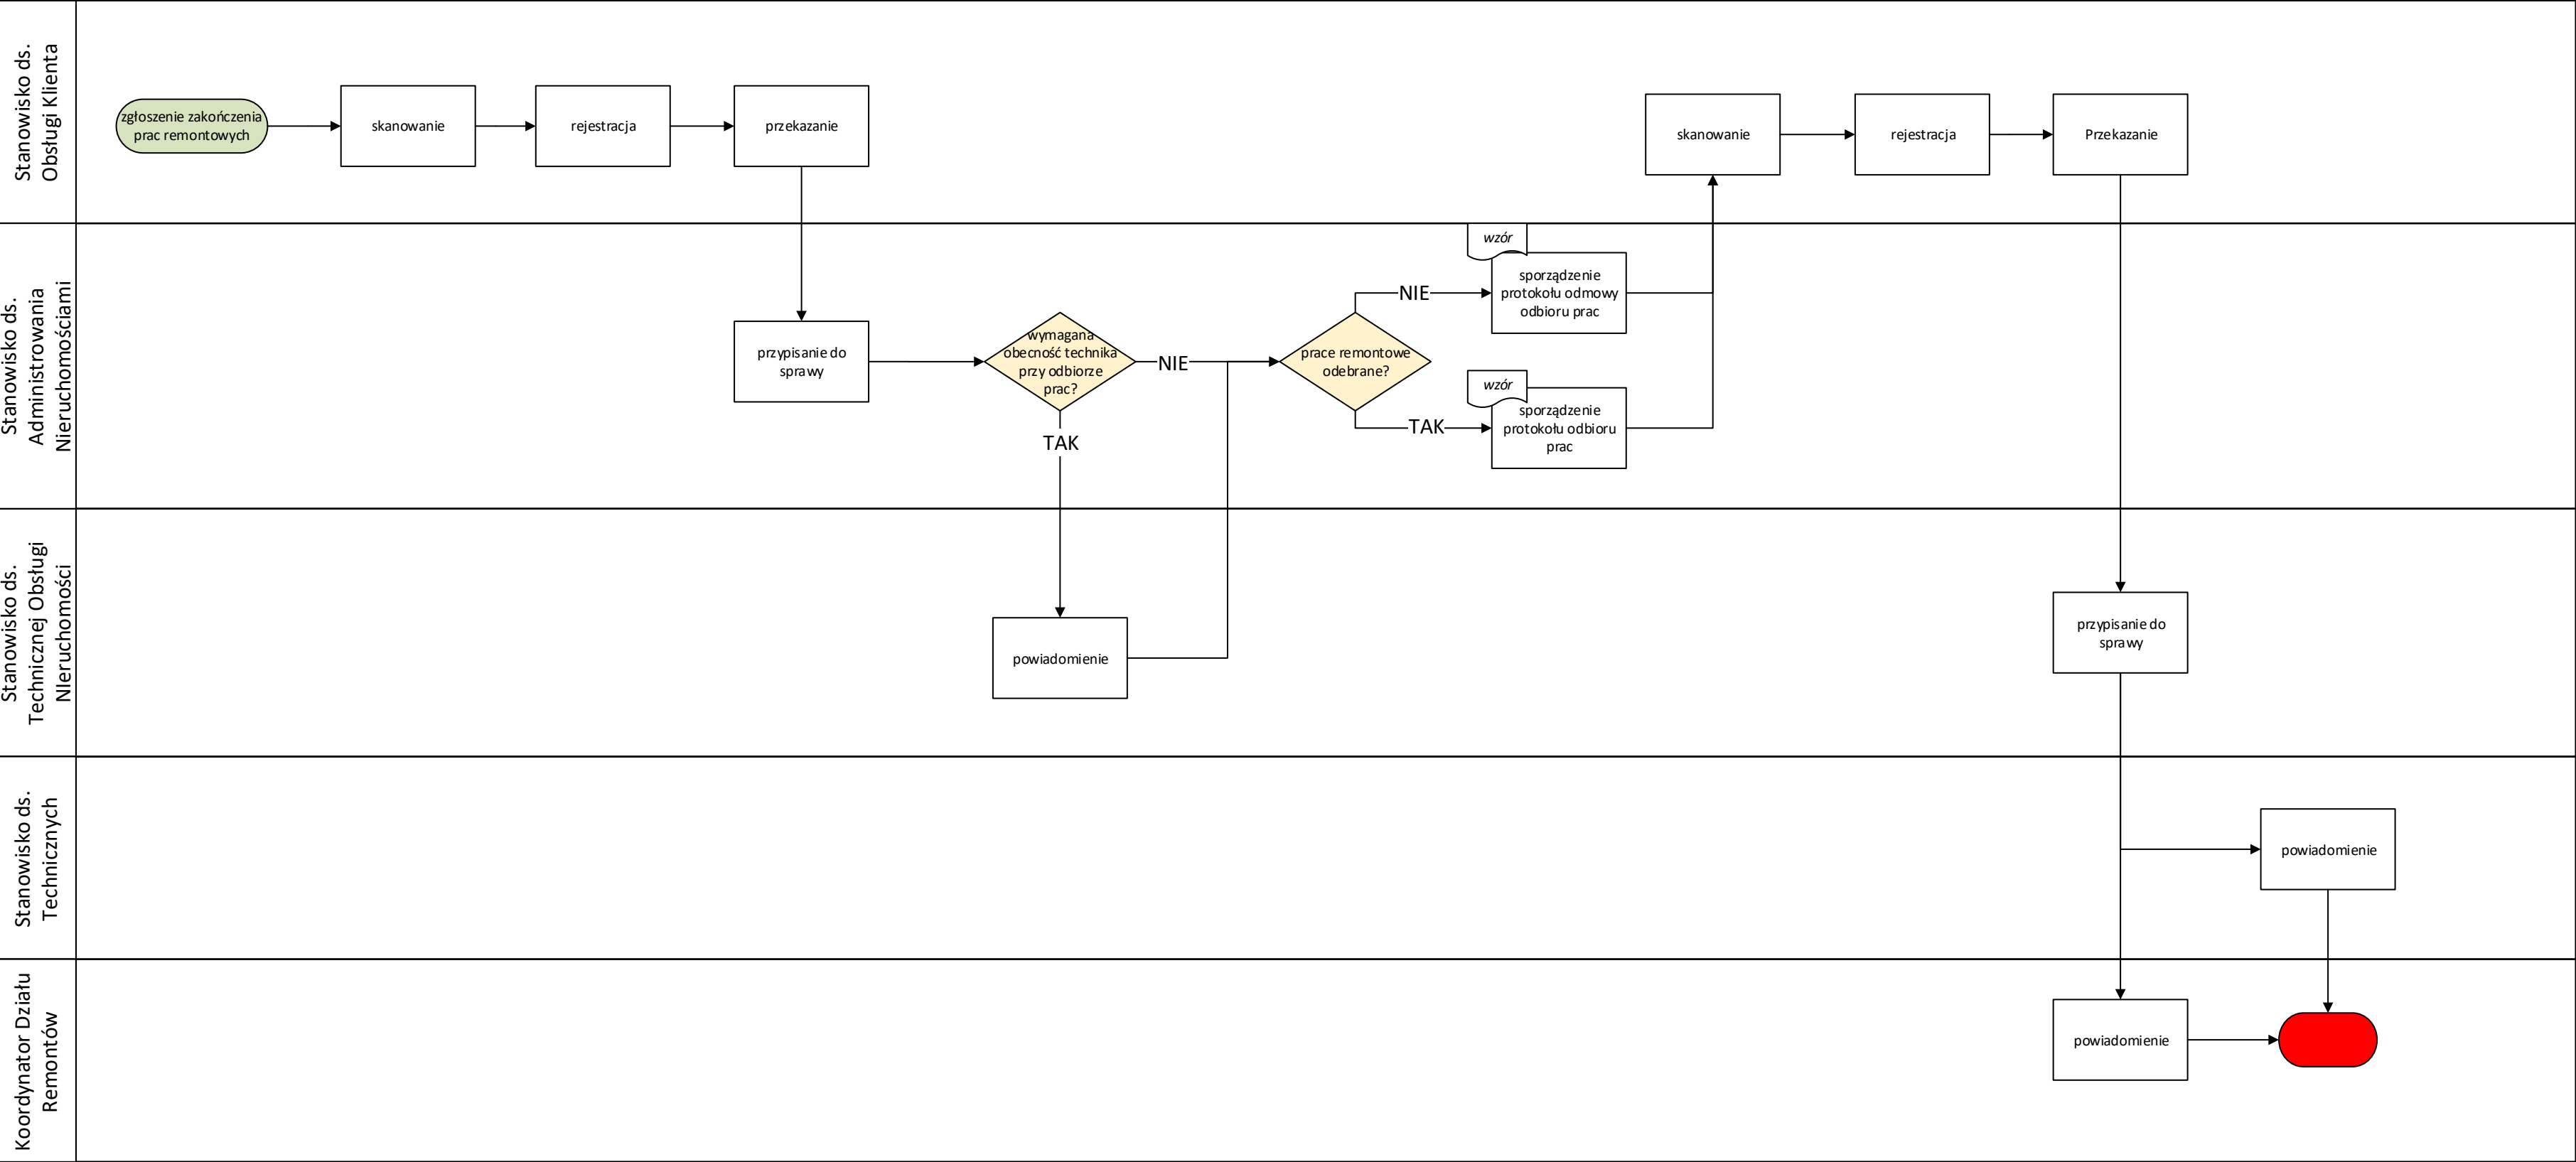 Stanowisko ds.
Obsługi Klienta
zgłoszenie zakończenia
prac remontowych
skanowanie
rejestracja
przekazanie
skanowanie
rejestracja
Przekazanie
Stanowisko ds.
Administrowania
Nieruchomościami
przypisanie do
sprawy
wymagana
obecność technika
przy odbiorze
prac?
NIE
TAK
prace remontowe
odebrane?
NIE
wzór
sporządzenie
protokołu odmowy
odbioru prac
TAK
wzór
sporządzenie
protokołu odbioru
prac
Stanowisko ds.
Technicznej Obsługi
NIeruchomości
powiadomienie
przypisanie do
sprawy
Stanowisko ds.
Technicznych
powiadomienie
Koordynator Działu
Remontów
powiadomienie